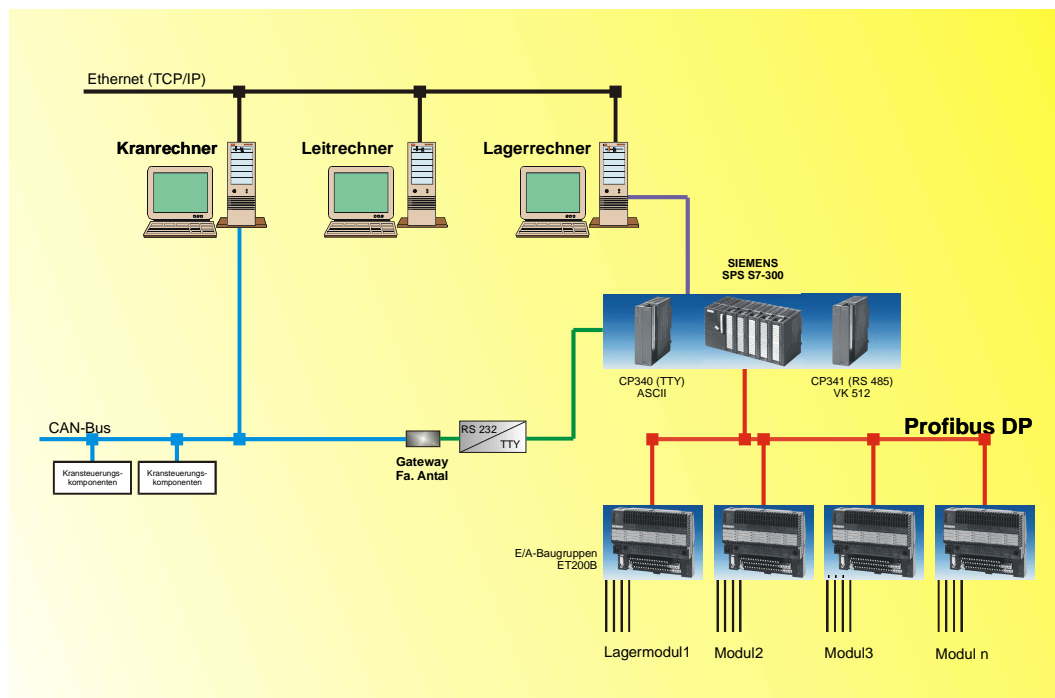 Ethernet (TCP/IP)
Kranrechner
Leitrechner
Lagerrechner
SIEMENS
SPS S7-300
CP340 (TTY)
ASCII
CP341 (RS 485)
VK 512
CAN-Bus
RS 232
TTY
Profibus DP
Kransteuerungs-
komponenten
Kransteuerungs-
komponenten
Gateway
Fa. Antal
E/A-Baugruppen
ET200B
Lagermodul1
Modul2
Modul3
Modul n